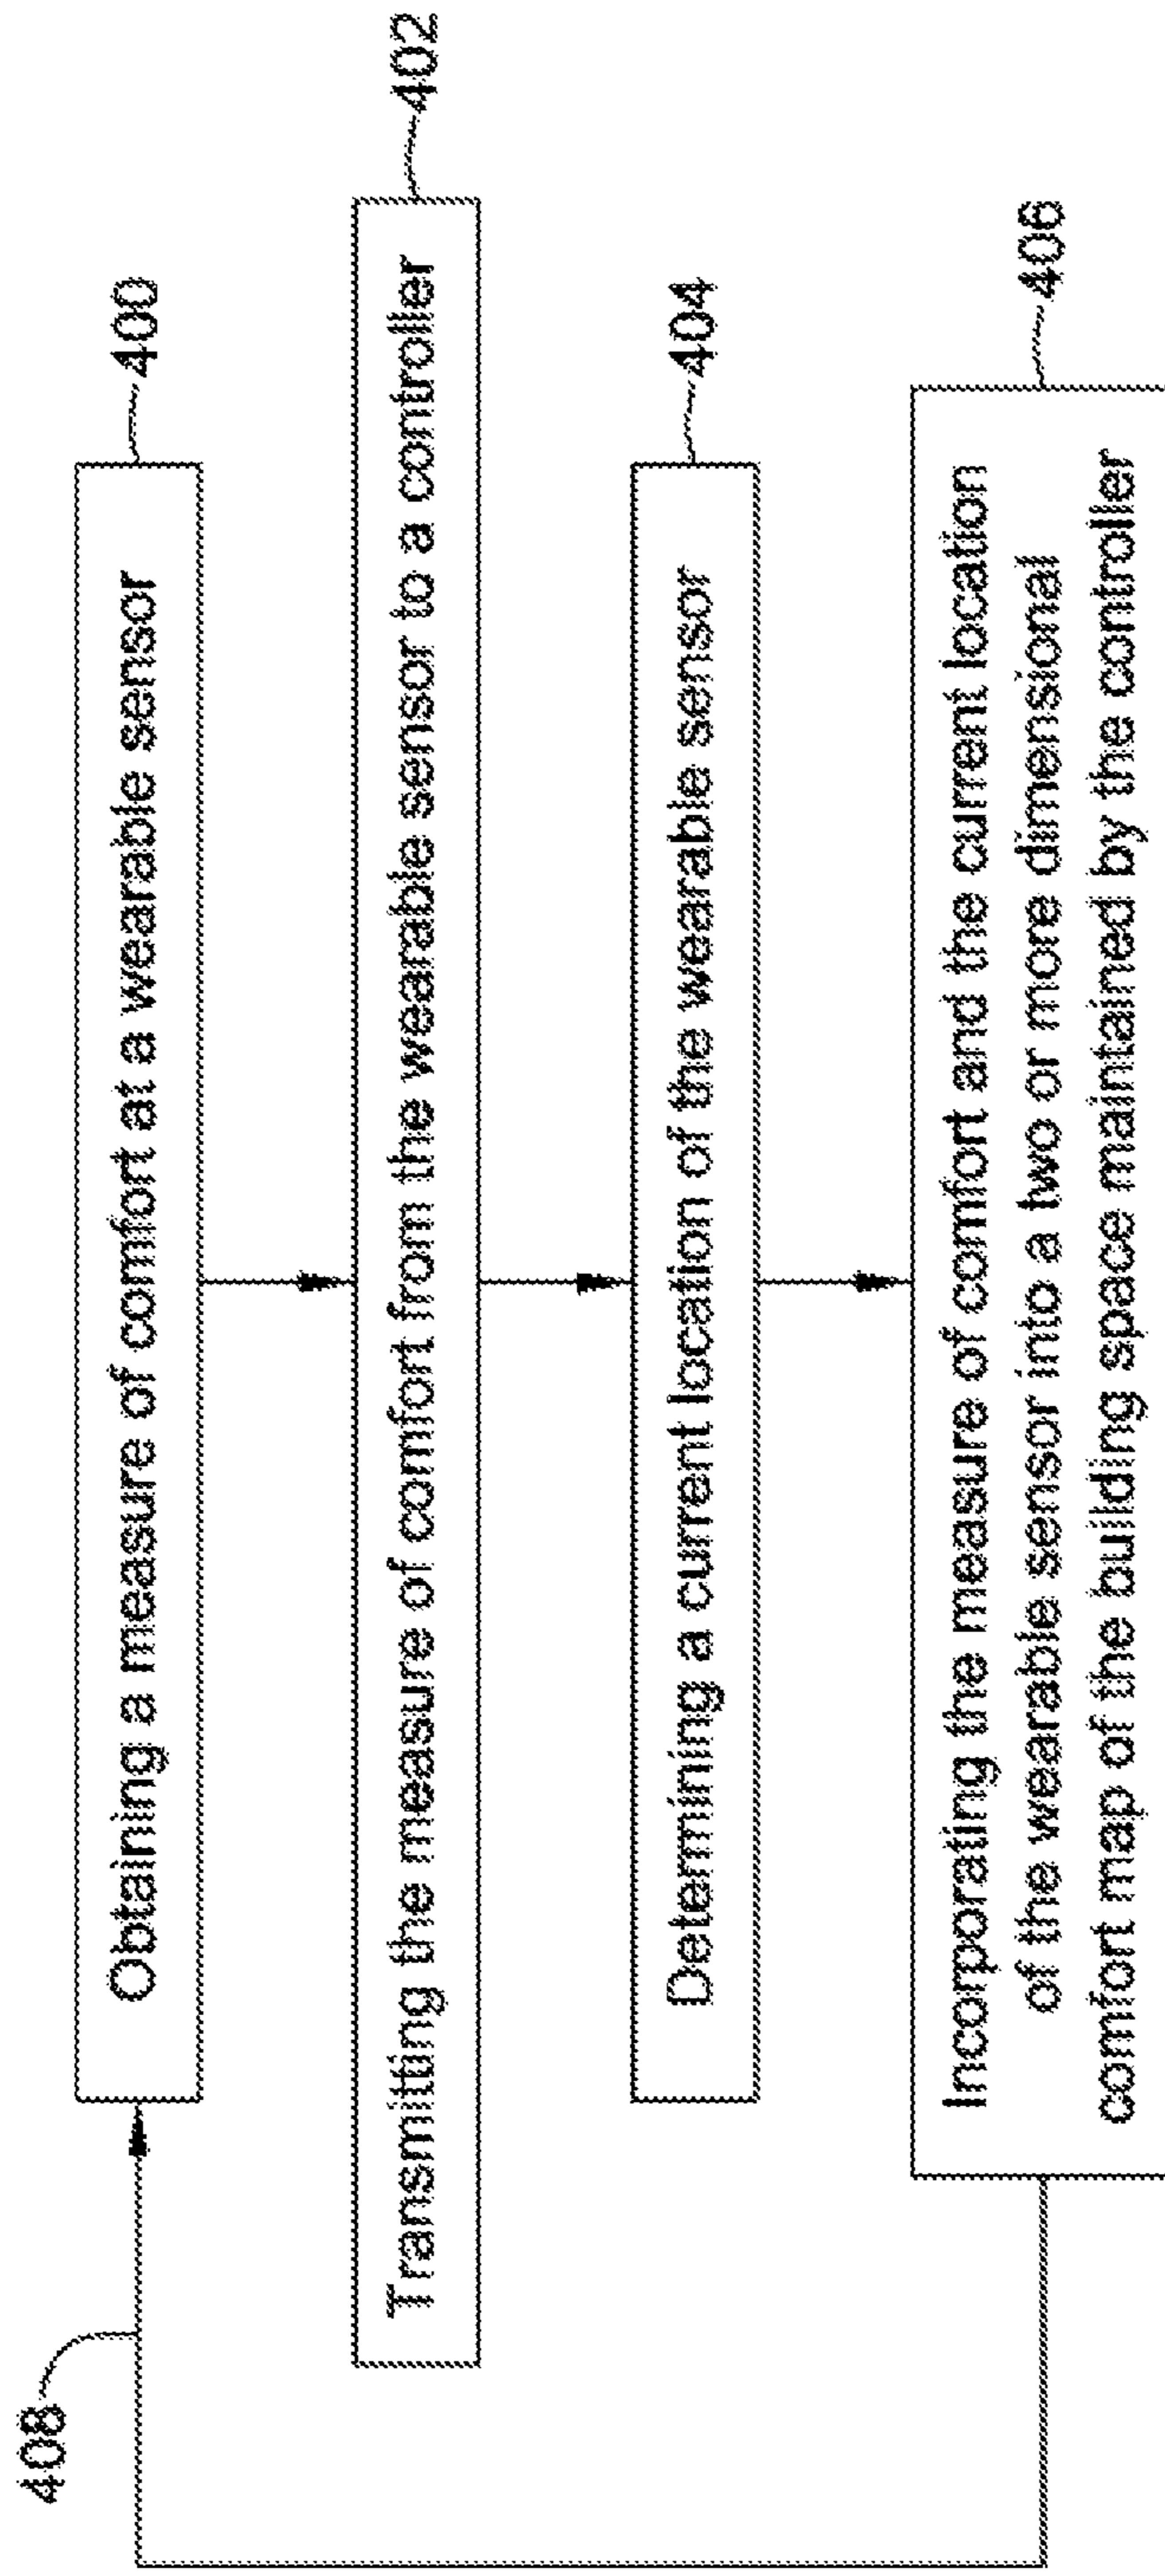 408
Obtaining a measure of comfort at a wearable sensor
400
Transmitting the measure of comfort from the wearable sensor to a controller
402
Determining a current location of the wearable sensor
404
Incorporating the measure of comfort and the current location
of the wearable sensor into a two or more dimensional
comfort map of the building space maintained by the controller
406